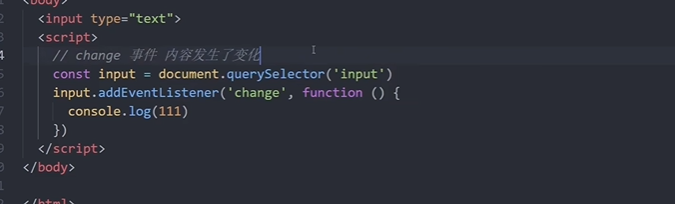 <body>
<input type="text">
<script>
// change 事件 内容发生了变化
const input = document.querySelector('input')
input.addEventListener('change', function () {
console.log(111)
})
</script>
</body>
</html>